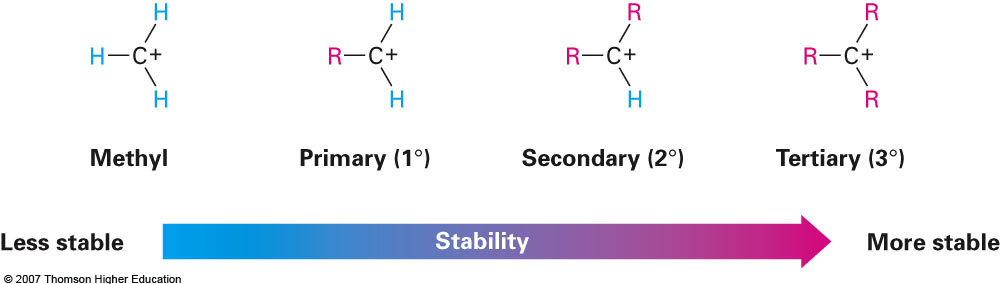 H H R R
H–C+ R–C+ R–C+ R–C+
H H H R
Methyl Primary (1°) Secondary (2°) Tertiary (3°)
Less stable Stability More stable
© 2007 Thomson Higher Education